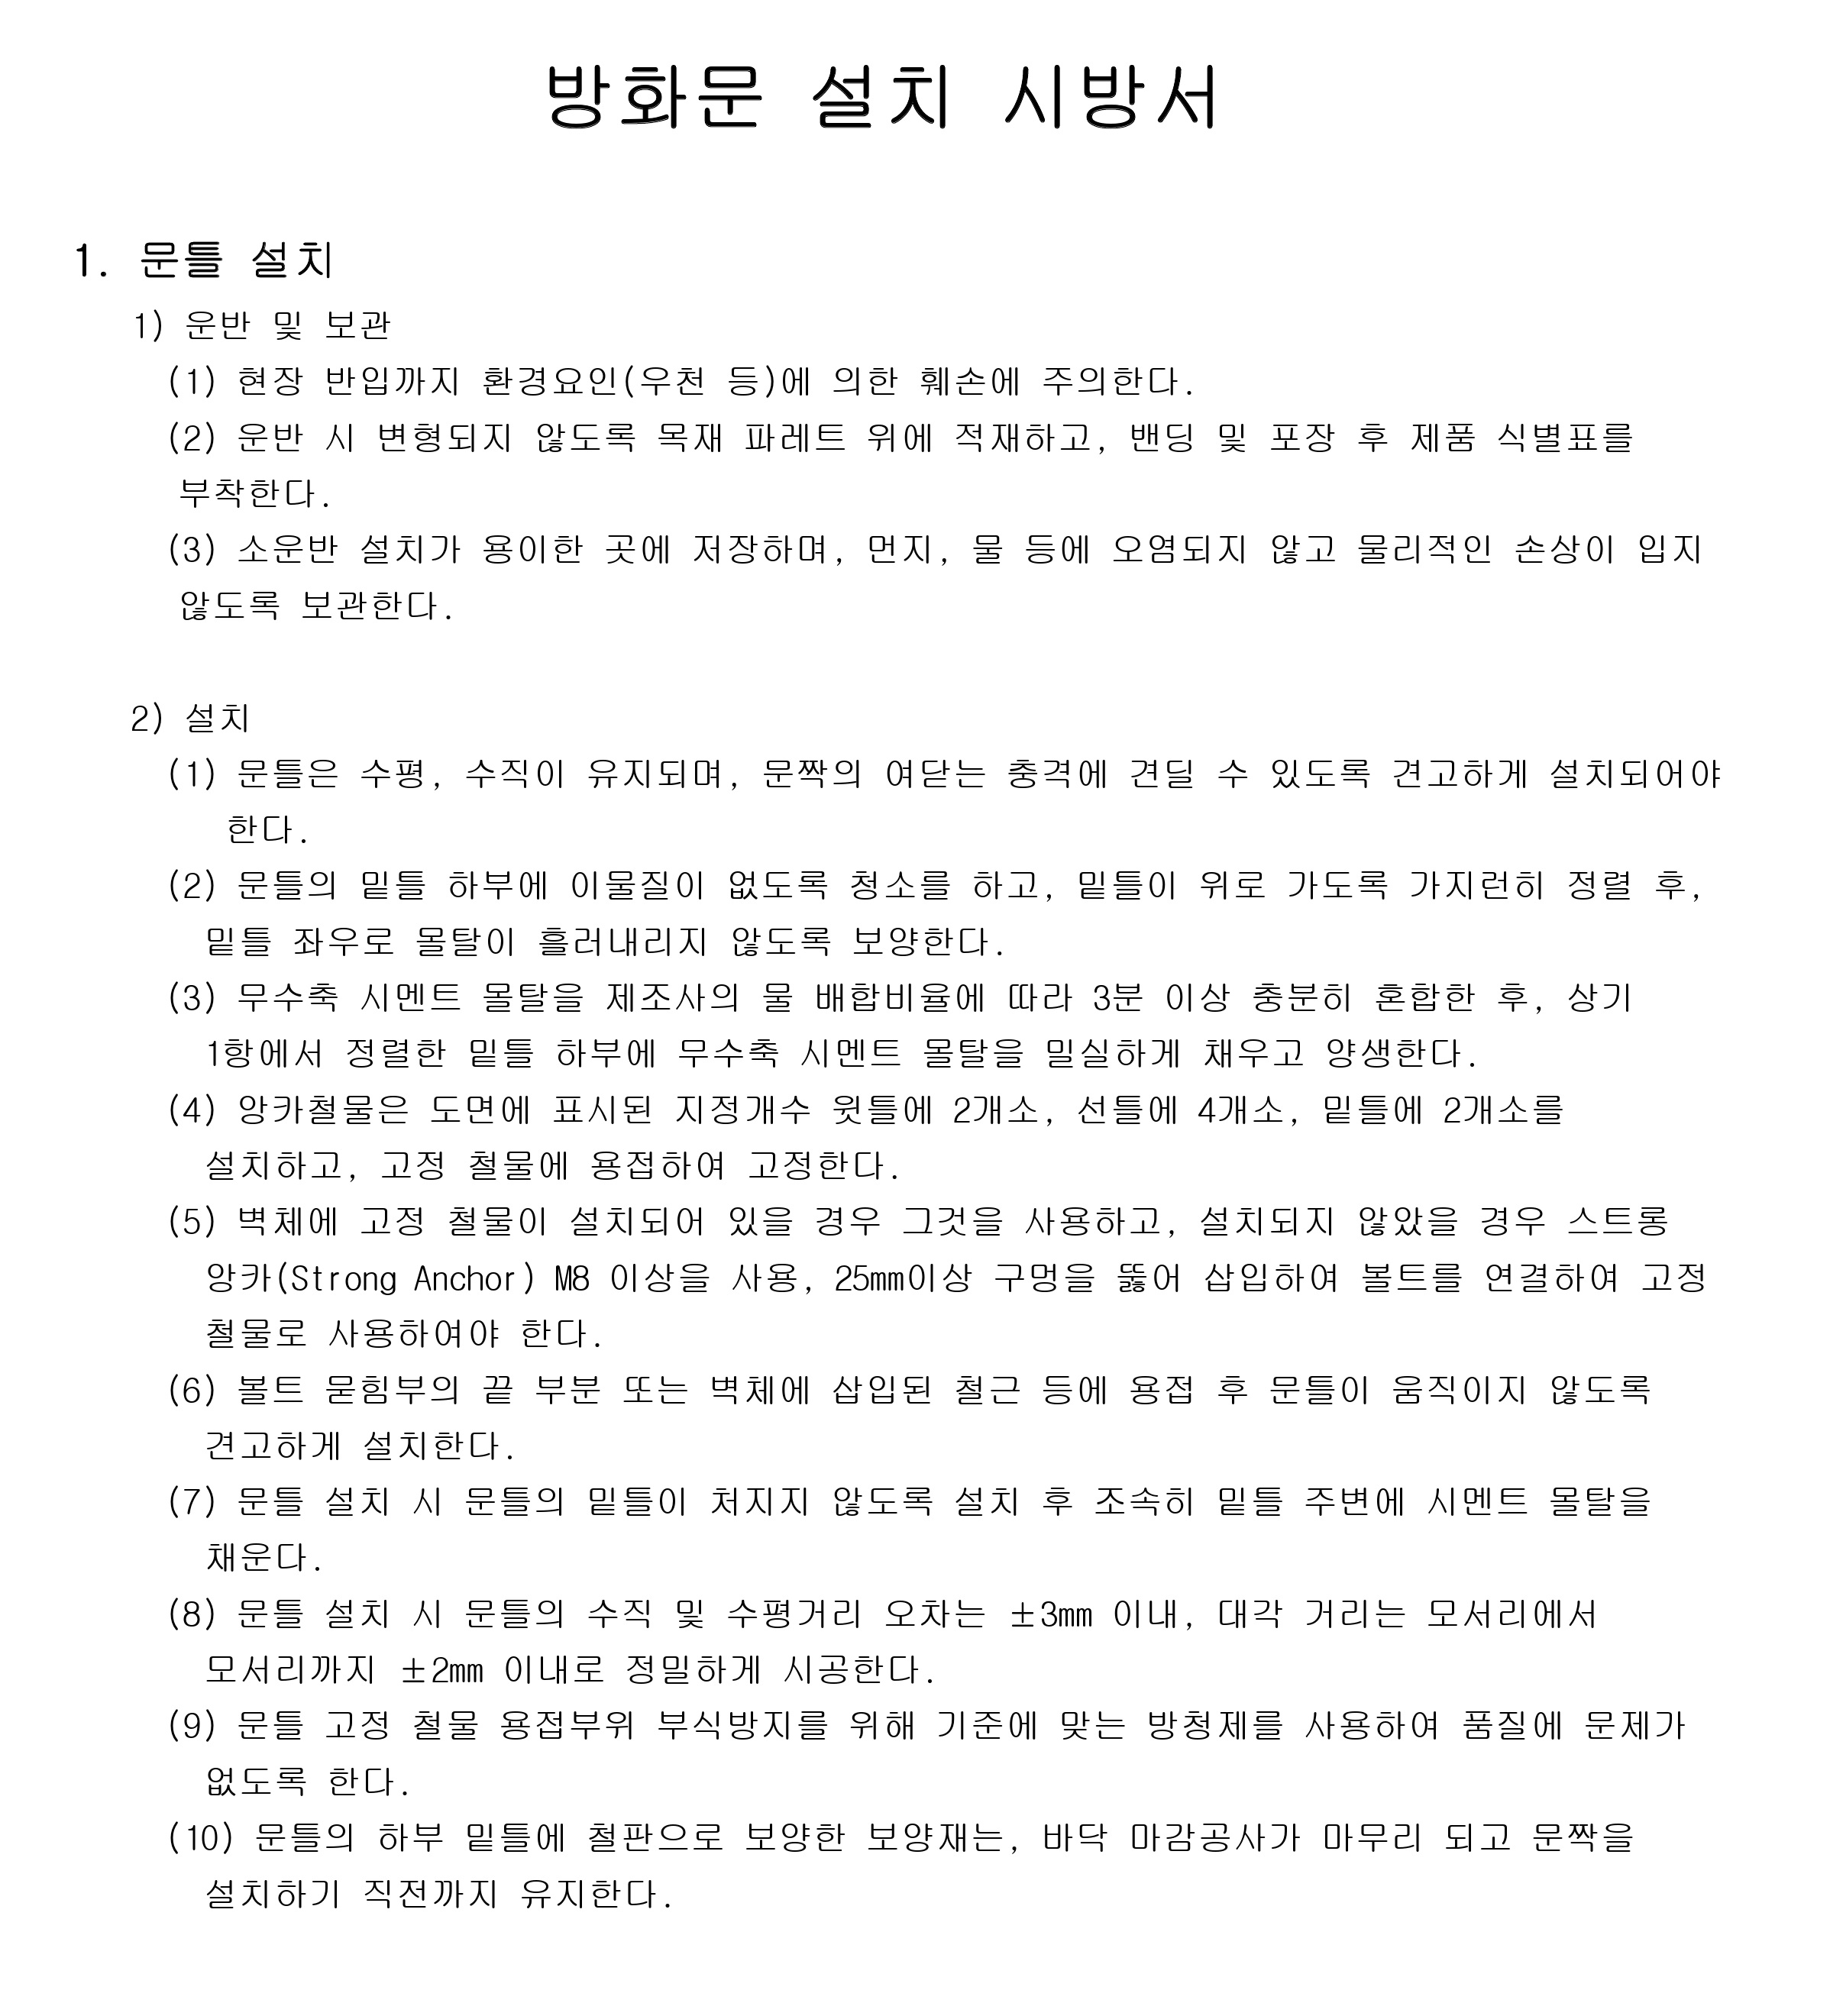 방화문 설치 시방서
1. 문틀 설치
1) 운반 및 보관
(1) 현장 반입까지 환경요인(우천 등)에 의한 훼손에 주의한다.
(2) 운반 시 변형되지 않도록 목재 파레트 위에 적재하고, 밴딩 및 포장 후 제품 식별표를
부착한다.
(3) 소운반 설치가 용이한 곳에 저장하며, 먼지, 물 등에 오염되지 않고 물리적인 손상이 입지
않도록 보관한다.
2) 설치
(1) 문틀은 수평, 수직이 유지되며, 문짝의 여닫는 충격에 견딜 수 있도록 견고하게 설치되어야
한다.
(2) 문틀의 밑틀 하부에 이물질이 없도록 청소를 하고, 밑틀이 위로 가도록 가지런히 정렬 후,
밑틀 좌우로 몰탈이 흘러내리지 않도록 보양한다.
(3) 무수축 시멘트 몰탈을 제조사의 물 배합비율에 따라 3분 이상 충분히 혼합한 후, 상기
1항에서 정렬한 밑틀 하부에 무수축 시멘트 몰탈을 밀실하게 채우고 양생한다.
(4) 앙카철물은 도면에 표시된 지정개수 윗틀에 2개소, 선틀에 4개소, 밑틀에 2개소를
설치하고, 고정 철물에 용접하여 고정한다.
(5) 벽체에 고정 철물이 설치되어 있을 경우 그것을 사용하고, 설치되지 않았을 경우 스트롱
앙카(Strong Anchor) M8 이상을 사용, 25mm이상 구멍을 뚫어 삽입하여 볼트를 연결하여 고정
철물로 사용하여야 한다.
(6) 볼트 묻힘부의 끝 부분 또는 벽체에 삽입된 철근 등에 용접 후 문틀이 움직이지 않도록
견고하게 설치한다.
(7) 문틀 설치 시 문틀의 밑틀이 처지지 않도록 설치 후 조속히 밑틀 주변에 시멘트 몰탈을
채운다.
(8) 문틀 설치 시 문틀의 수직 및 수평거리 오차는 ±3mm 이내, 대각 거리는 모서리에서
모서리까지 ±2mm 이내로 정밀하게 시공한다.
(9) 문틀 고정 철물 용접부위 부식방지를 위해 기준에 맞는 방청제를 사용하여 품질에 문제가
없도록 한다.
(10) 문틀의 하부 밑틀에 철판으로 보양한 보양재는, 바닥 마감공사가 마무리 되고 문짝을
설치하기 직전까지 유지한다.